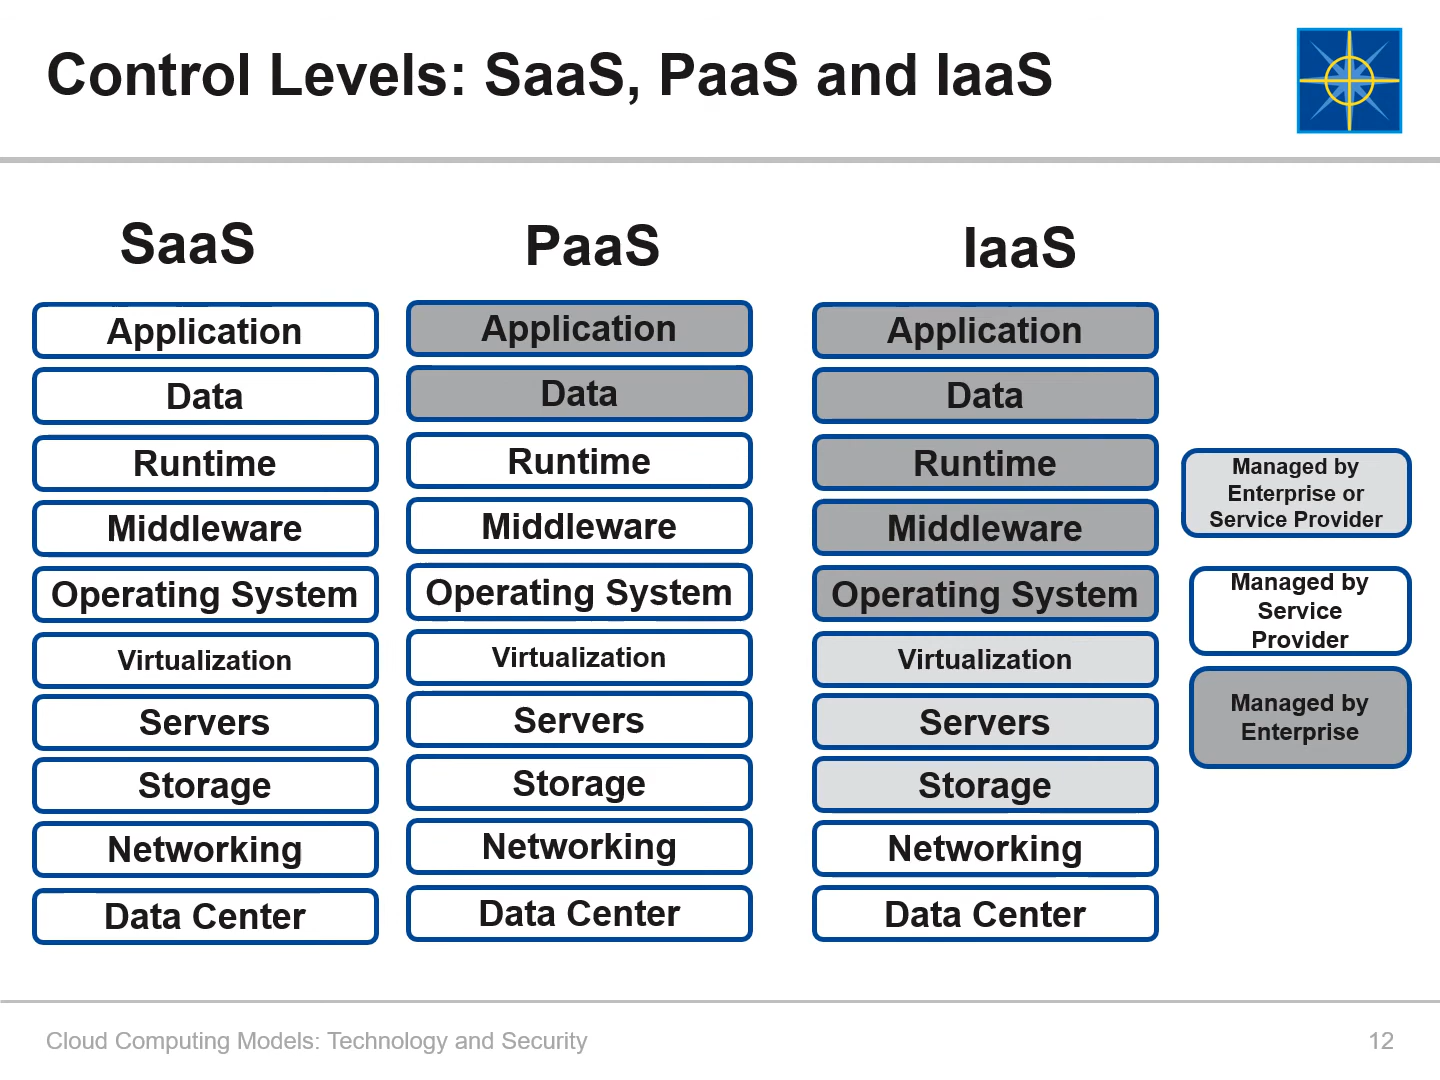 Control Levels: SaaS, PaaS and IaaS
SaaS
Application
Data
Runtime
Middleware
Operating System
Virtualization
Servers
Storage
Networking
Data Center
PaaS
Application
Data
Runtime
Middleware
Operating System
Virtualization
Servers
Storage
Networking
Data Center
IaaS
Application
Data
Runtime
Middleware
Operating System
Virtualization
Servers
Storage
Networking
Data Center
Managed by
Enterprise or
Service Provider
Managed by
Service
Provider
Managed by
Enterprise
Cloud Computing Models: Technology and Security
12